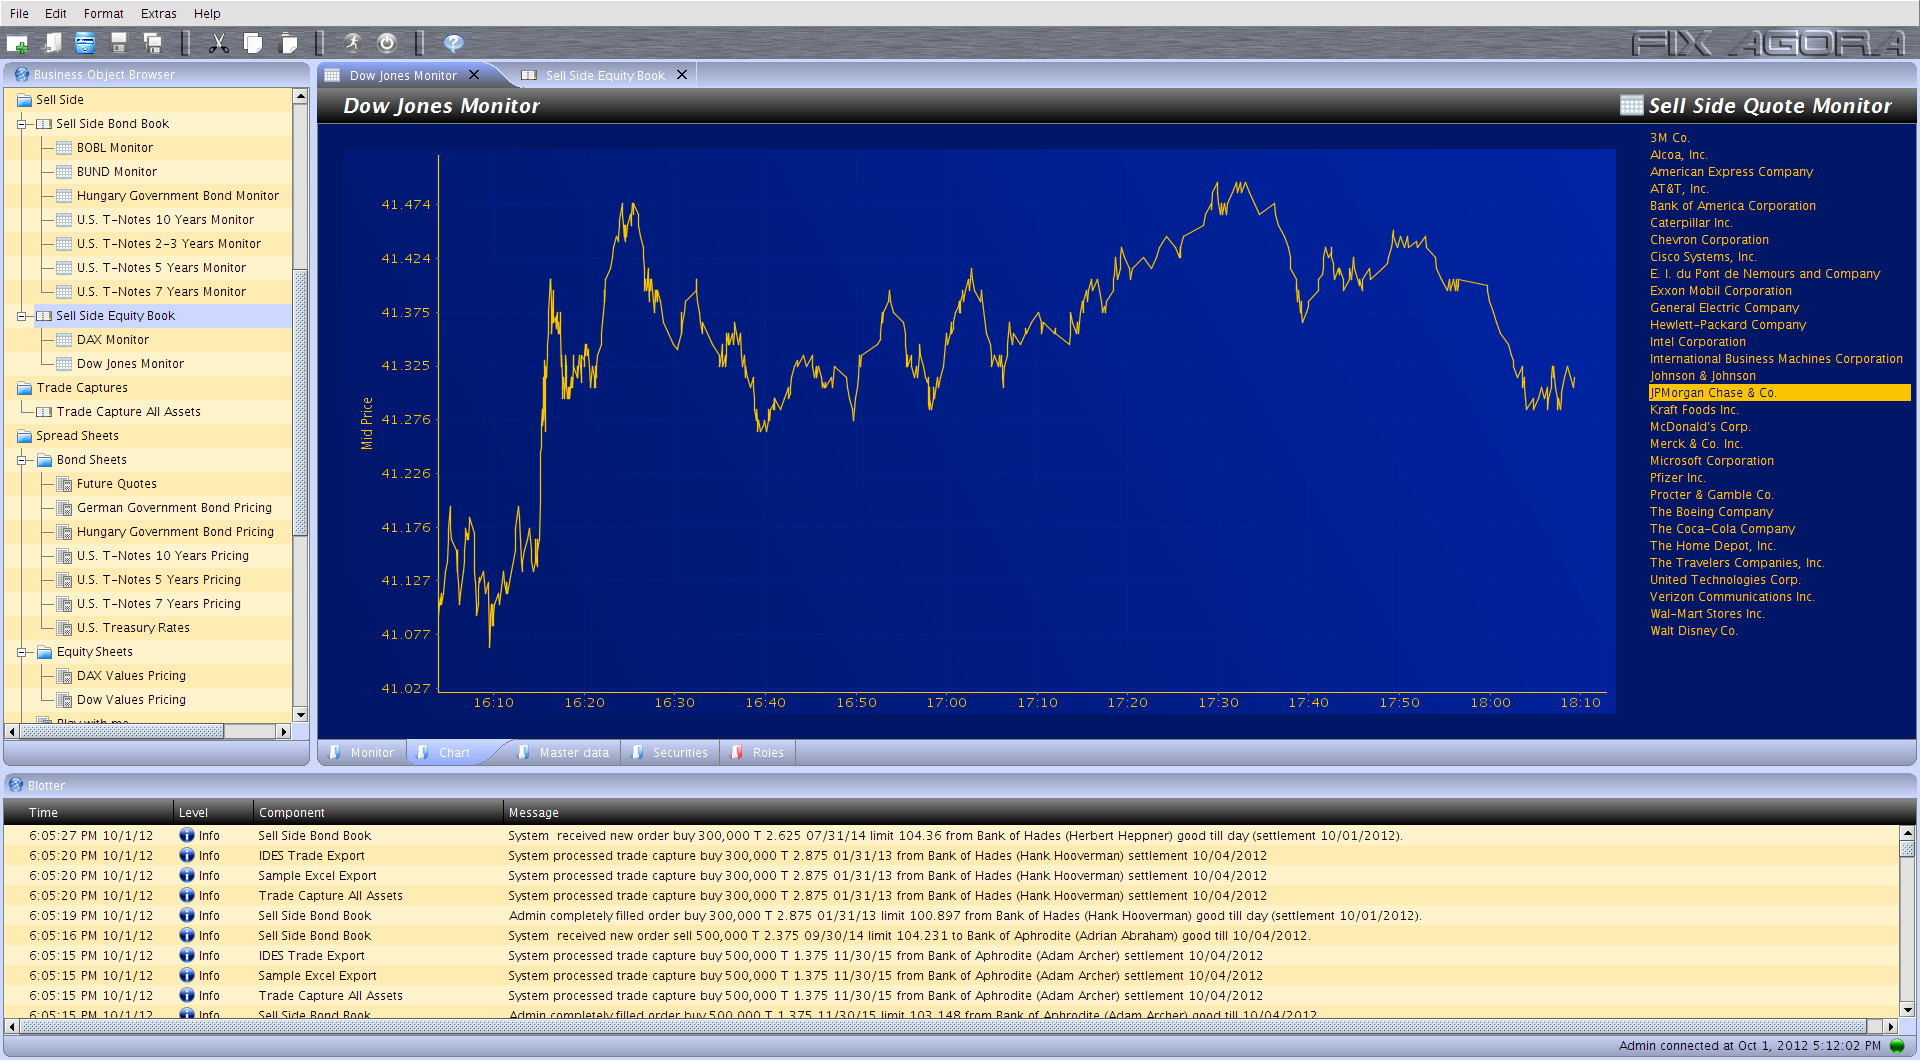 File Edit Format Extras Help
FIX AGORA
Business Object Browser
Sell Side
Sell Side Bond Book
BOBL Monitor
BUND Monitor
Hungary Government Bond Monitor
U.S. T-Notes 10 Years Monitor
U.S. T-Notes 2-3 Years Monitor
U.S. T-Notes 5 Years Monitor
U.S. T-Notes 7 Years Monitor
Sell Side Equity Book
DAX Monitor
Dow Jones Monitor
Trade Captures
Trade Capture All Assets
Spread Sheets
Bond Sheets
Future Quotes
German Government Bond Pricing
Hungary Government Bond Pricing
U.S. T-Notes 10 Years Pricing
U.S. T-Notes 5 Years Pricing
U.S. T-Notes 7 Years Pricing
U.S. Treasury Rates
Equity Sheets
DAX Values Pricing
Dow Values Pricing
Play with me
Dow Jones Monitor Sell Side Equity Book
Dow Jones Monitor
Mid Price
41.474
41.424
41.375
41.325
41.276
41.226
41.176
41.127
41.077
41.027
16:10 16:20 16:30 16:40 16:50 17:00 17:10 17:20 17:30 17:40 17:50 18:00 18:10
Sell Side Quote Monitor
3M Co.
Alcoa, Inc.
American Express Company
AT&T, Inc.
Bank of America Corporation
Caterpillar Inc.
Chevron Corporation
Cisco Systems, Inc.
E. I. du Pont de Nemours and Company
Exxon Mobil Corporation
General Electric Company
Hewlett-Packard Company
Intel Corporation
International Business Machines Corporation
Johnson & Johnson
JPMorgan Chase & Co.
Kraft Foods Inc.
McDonald's Corp.
Merck & Co. Inc.
Microsoft Corporation
Pfizer Inc.
Procter & Gamble Co.
The Boeing Company
The Coca-Cola Company
The Home Depot, Inc.
The Travelers Companies, Inc.
United Technologies Corp.
Verizon Communications Inc.
Wal-Mart Stores Inc.
Walt Disney Co.
Monitor Chart Master data Securities Roles
Blotter
Time Level Component Message
6:05:27 PM 10/1/12 Info Sell Side Bond Book System received new order buy 300,000 T 2.625 07/31/14 limit 104.36 from Bank of Hades (Herbert Heppner) good till day (settlement 10/01/2012).
6:05:20 PM 10/1/12 Info IDES Trade Export System processed trade capture buy 300,000 T 2.875 01/31/13 from Bank of Hades (Hank Hooverman) settlement 10/04/2012
6:05:20 PM 10/1/12 Info Sample Excel Export System processed trade capture buy 300,000 T 2.875 01/31/13 from Bank of Hades (Hank Hooverman) settlement 10/04/2012
6:05:20 PM 10/1/12 Info Trade Capture All Assets System processed trade capture buy 300,000 T 2.875 01/31/13 from Bank of Hades (Hank Hooverman) settlement 10/04/2012
6:05:19 PM 10/1/12 Info Sell Side Bond Book Admin completely filled order buy 300,000 T 2.875 01/31/13 limit 100.897 from Bank of Hades (Hank Hooverman) good till day (settlement 10/01/2012).
6:05:16 PM 10/1/12 Info Sell Side Bond Book System received new order sell 500,000 T 2.375 09/30/14 limit 104.231 to Bank of Aphrodite (Adrian Abraham) good till 10/04/2012.
6:05:15 PM 10/1/12 Info IDES Trade Export System processed trade capture buy 500,000 T 1.375 11/30/15 from Bank of Aphrodite (Adam Archer) settlement 10/04/2012
6:05:15 PM 10/1/12 Info Sample Excel Export System processed trade capture buy 500,000 T 1.375 11/30/15 from Bank of Aphrodite (Adam Archer) settlement 10/04/2012
6:05:15 PM 10/1/12 Info Trade Capture All Assets System processed trade capture buy 500,000 T 1.375 11/30/15 from Bank of Aphrodite (Adam Archer) settlement 10/04/2012
6:05:15 PM 10/1/12 Info Sell Side Bond Book Admin completely filled order buy 500,000 T 1.375 11/30/15 limit 103.148 from Bank of Aphrodite (Adam Archer) good till 10/04/2012
Admin connected at Oct 1, 2012 5:12:02 PM